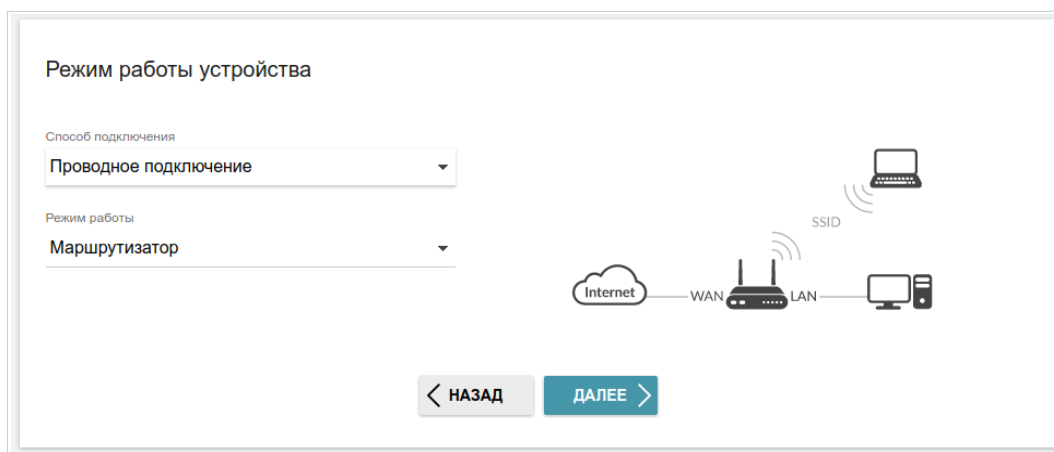 Режим работы устройства
Способ подключения
Проводное подключение
Режим работы
Маршрутизатор
SSID
Internet
WAN
LAN
НАЗАД
ДАЛЕЕ